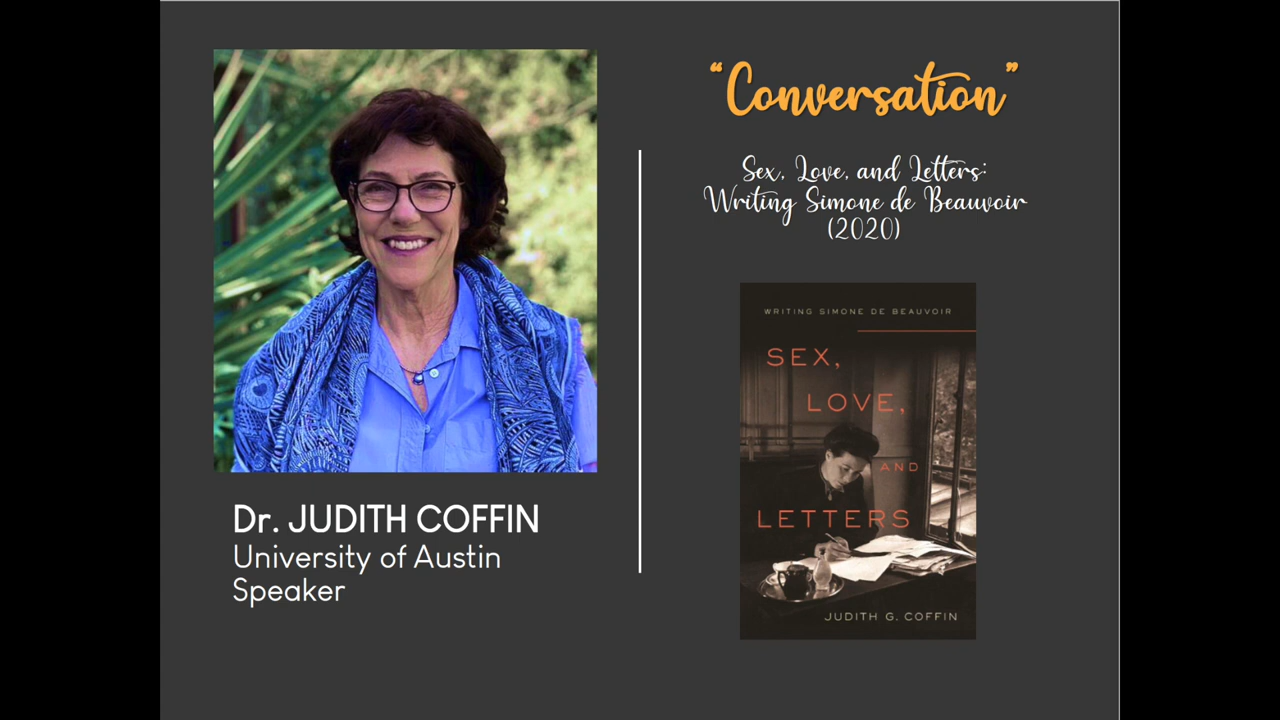 Dr. JUDITH COFFIN
University of Austin
Speaker
“Conversation”
Sex, Love, and Letters:
Writing Simone de Beauvoir
(2020)
WRITING SIMONE DE BEAUVOIR
SEX,
LOVE,
AND
LETTERS
JUDITH G. COFFIN